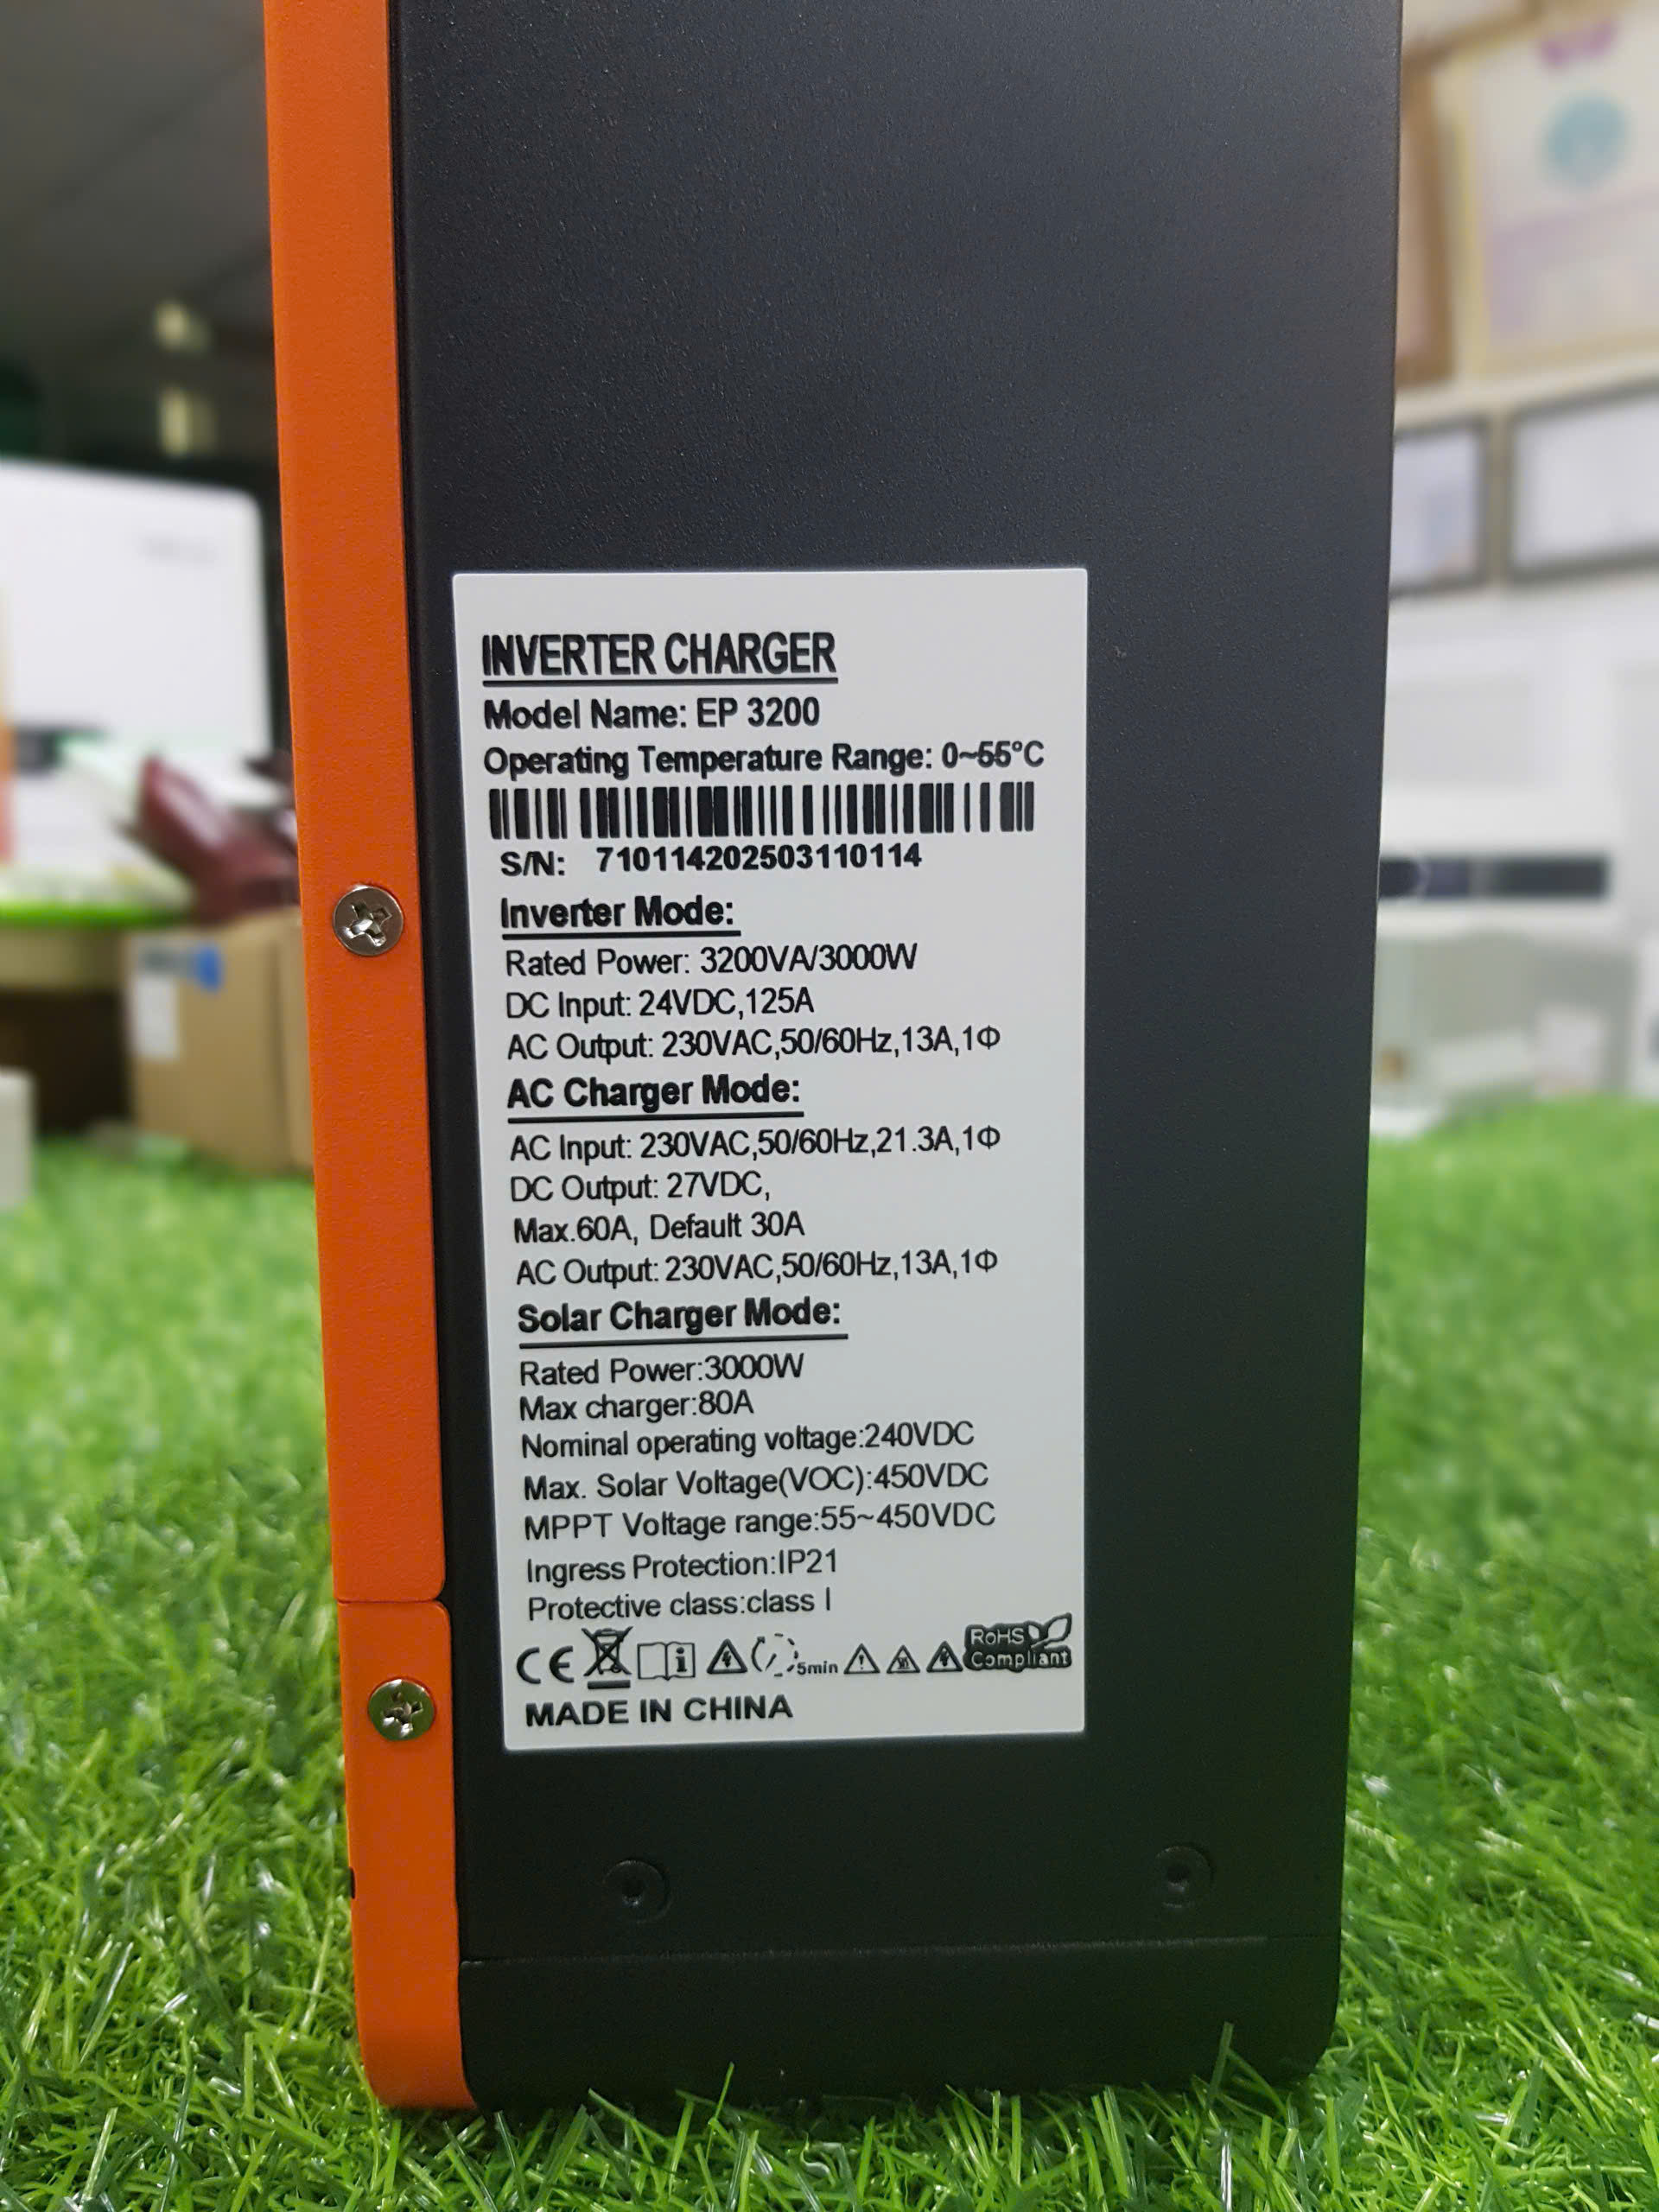 INVERTER CHARGER
Model Name: EP 3200
Operating Temperature Range: 0~55°C
S/N: 710114202503110114
Inverter Mode:
Rated Power: 3200VA/3000W
DC Input: 24VDC,125A
AC Output: 230VAC,50/60Hz,13A,1Φ
AC Charger Mode:
AC Input: 230VAC,50/60Hz,21.3A,1Φ
DC Output: 27VDC,
Max.60A, Default 30A
AC Output: 230VAC,50/60Hz,13A,1Φ
Solar Charger Mode:
Rated Power:3000W
Max charger:80A
Nominal operating voltage:240VDC
Max. Solar Voltage(VOC):450VDC
MPPT Voltage range:55~450VDC
Ingress Protection:IP21
Protective class:class I
CE i 5min RoHS
Compliant
MADE IN CHINA